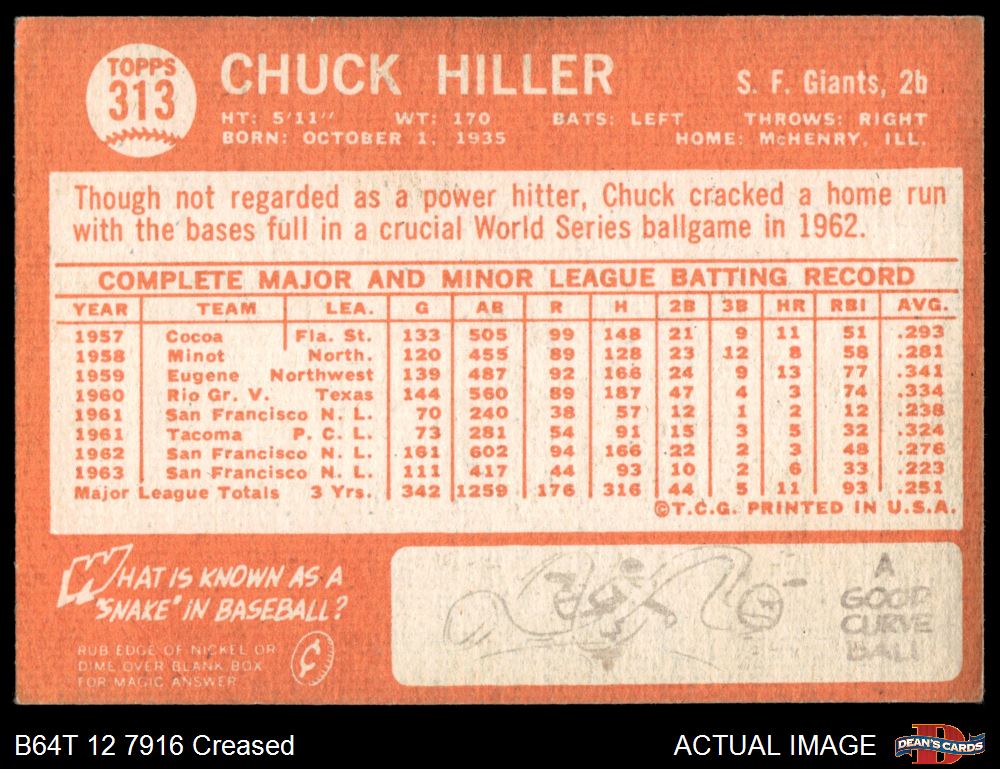 TOPPS
313
CHUCK HILLER
S. F. Giants, 2b
HT: 5'11" WT: 170 BATS: LEFT THROWS: RIGHT
BORN: OCTOBER 1, 1935 HOME: McHENRY, ILL.
Though not regarded as a power hitter, Chuck cracked a home run
with the bases full in a crucial World Series ballgame in 1962.
COMPLETE MAJOR AND MINOR LEAGUE BATTING RECORD
YEAR TEAM LEA. G AB R H 2B 3B HR RBI AVG.
1957 Cocoa Fla. St. 133 505 99 148 21 9 11 51 .293
1958 Minot North. 120 455 89 128 23 12 8 58 .281
1959 Eugene Northwest 139 487 92 166 24 9 13 77 .341
1960 Rio Gr. V. Texas 144 560 89 187 47 4 3 74 .334
1961 San Francisco N. L. 70 240 38 57 12 1 2 12 .238
1961 Tacoma P. C. L. 73 281 54 91 15 3 5 32 .324
1962 San Francisco N. L. 161 602 94 166 22 2 3 48 .276
1963 San Francisco N. L. 111 417 44 93 10 2 6 33 .223
Major League Totals 3 Yrs. 342 1259 176 316 44 5 11 93 .251
©T.C.G. PRINTED IN U.S.A.
WHAT IS KNOWN AS A
"SNAKE" IN BASEBALL?
RUB EDGE OF NICKEL OR
DIME OVER BLANK BOX
FOR MAGIC ANSWER
¢
A
GOOD
CURVE
BALL
B64T 12 7916 Creased
ACTUAL IMAGE
DEAN'S CARDS